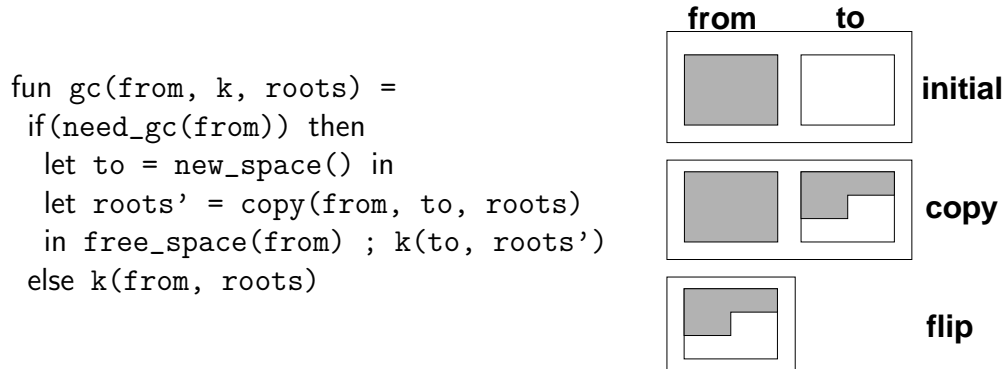 fun gc(from, k, roots) =
if(need_gc(from)) then
let to = new_space() in
let roots' = copy(from, to, roots)
in free_space(from) ; k(to, roots')
else k(from, roots)
from to
initial
copy
flip